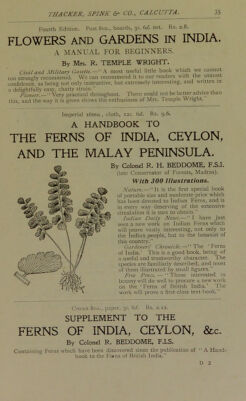 THACKER, SPINK & CO., CALCUTTA. 35
Fourth Edition. Post 8vo., boards, 3s. 6d. net. Rs. 2.8.
FLOWERS AND GARDENS IN INDIA.
A MANUAL FOR BEGINNERS.
By Mrs. R. TEMPLE WRIGHT.
Civil and Military Gazette.—"A most useful little book which we cannot
too strongly recommend. We can recommend it to our readers with the utmost
confidence, as being not only instructive, but extremely interesting, and written in
a delightfully easy, chatty strain."
Pioneer.—"Very practical throughout. There could not be better advice than
this, and the way it is given shows the enthusiasm of Mrs. Temple Wright."
Imperial 16mo., cloth, 12s. 6d. Rs.
A HANDBOOK TO
THE FERNS OF INDIA, CEYLON,
AND THE MALAY PENINSULA.
By Colonel R. H. BEDDOME, F.S.I.
(late Conservator of Forests, Madras).
With 300 Illustrations.
Nature.—"It is the first special book
of portable size and moderate price which
has been devoted to Indian Ferns, and is
in every way deserving of the extensive
circulation it is sure to obtain."
Indian Daily News.—"I have just
seen a new work on Indian Ferns which
will prove vastly interesting, not only to
the Indian people, but to the botanist of
this country."
Gardeners' Chronicle.—"The 'Ferns
of India.' This is a good book, being of
a useful and trustworthy character. The
species are familiarly described, and most
of them illustrated by small figures."
Free Press.—"Those interested in
botany will do well to procure a new work
on the 'Ferns of British India.' The
work will prove a first-class text-book."
Crown 8vo., paper, 3s. 6d. Rs. 2.12.
SUPPLEMENT TO THE
FERNS OF INDIA, CEYLON, &c.
By Colonel R. BEDDOME, F.L.S.
Containing Ferns which have been discovered since the publication of "A Hand-
book to the Ferns of British India."
D 2